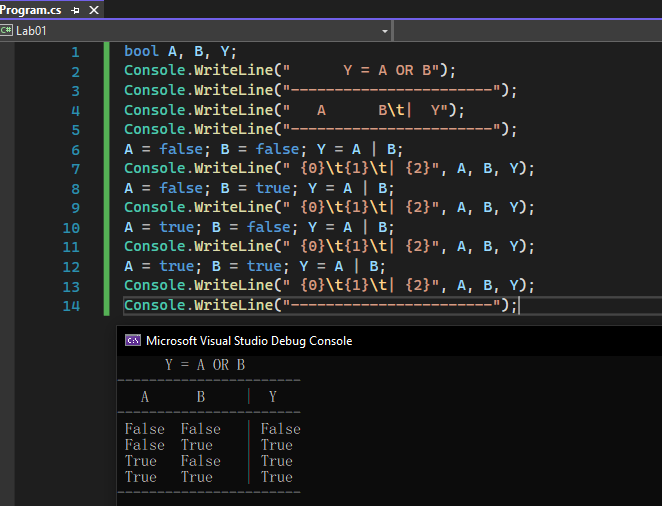 Program.cs
C# Lab01
1 bool A, B, Y;
2 Console.WriteLine("      Y = A OR B");
3 Console.WriteLine("-----------------------");
4 Console.WriteLine("   A      B\t|  Y");
5 Console.WriteLine("-----------------------");
6 A = false; B = false; Y = A | B;
7 Console.WriteLine(" {0}\t{1}\t| {2}", A, B, Y);
8 A = false; B = true; Y = A | B;
9 Console.WriteLine(" {0}\t{1}\t| {2}", A, B, Y);
10 A = true; B = false; Y = A | B;
11 Console.WriteLine(" {0}\t{1}\t| {2}", A, B, Y);
12 A = true; B = true; Y = A | B;
13 Console.WriteLine(" {0}\t{1}\t| {2}", A, B, Y);
14 Console.WriteLine("-----------------------");
C:\ Microsoft Visual Studio Debug Console
      Y = A OR B
-----------------------
   A      B     |  Y
-----------------------
 False  False   | False
 False  True    | True
 True   False   | True
 True   True    | True
-----------------------